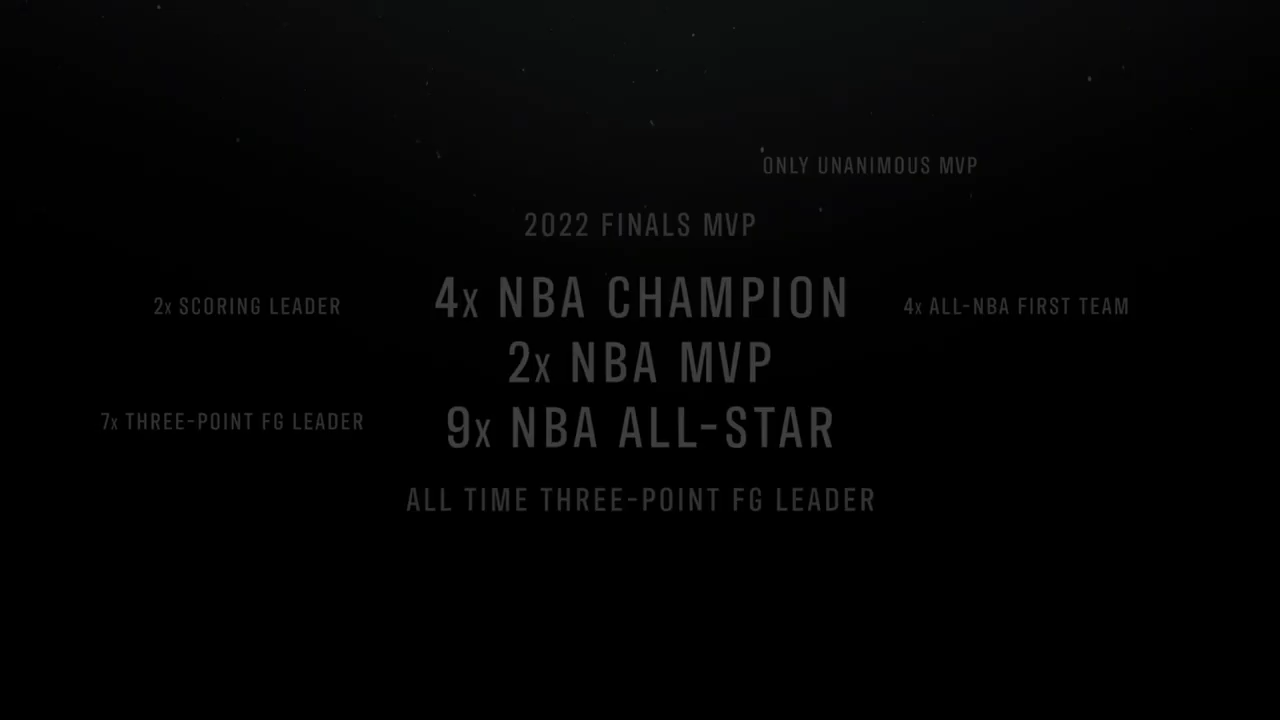 ONLY UNANIMOUS MVP
2022 FINALS MVP
4x NBA CHAMPION
2x SCORING LEADER
4x ALL-NBA FIRST TEAM
2x NBA MVP
7x THREE-POINT FG LEADER
9x NBA ALL-STAR
ALL TIME THREE-POINT FG LEADER